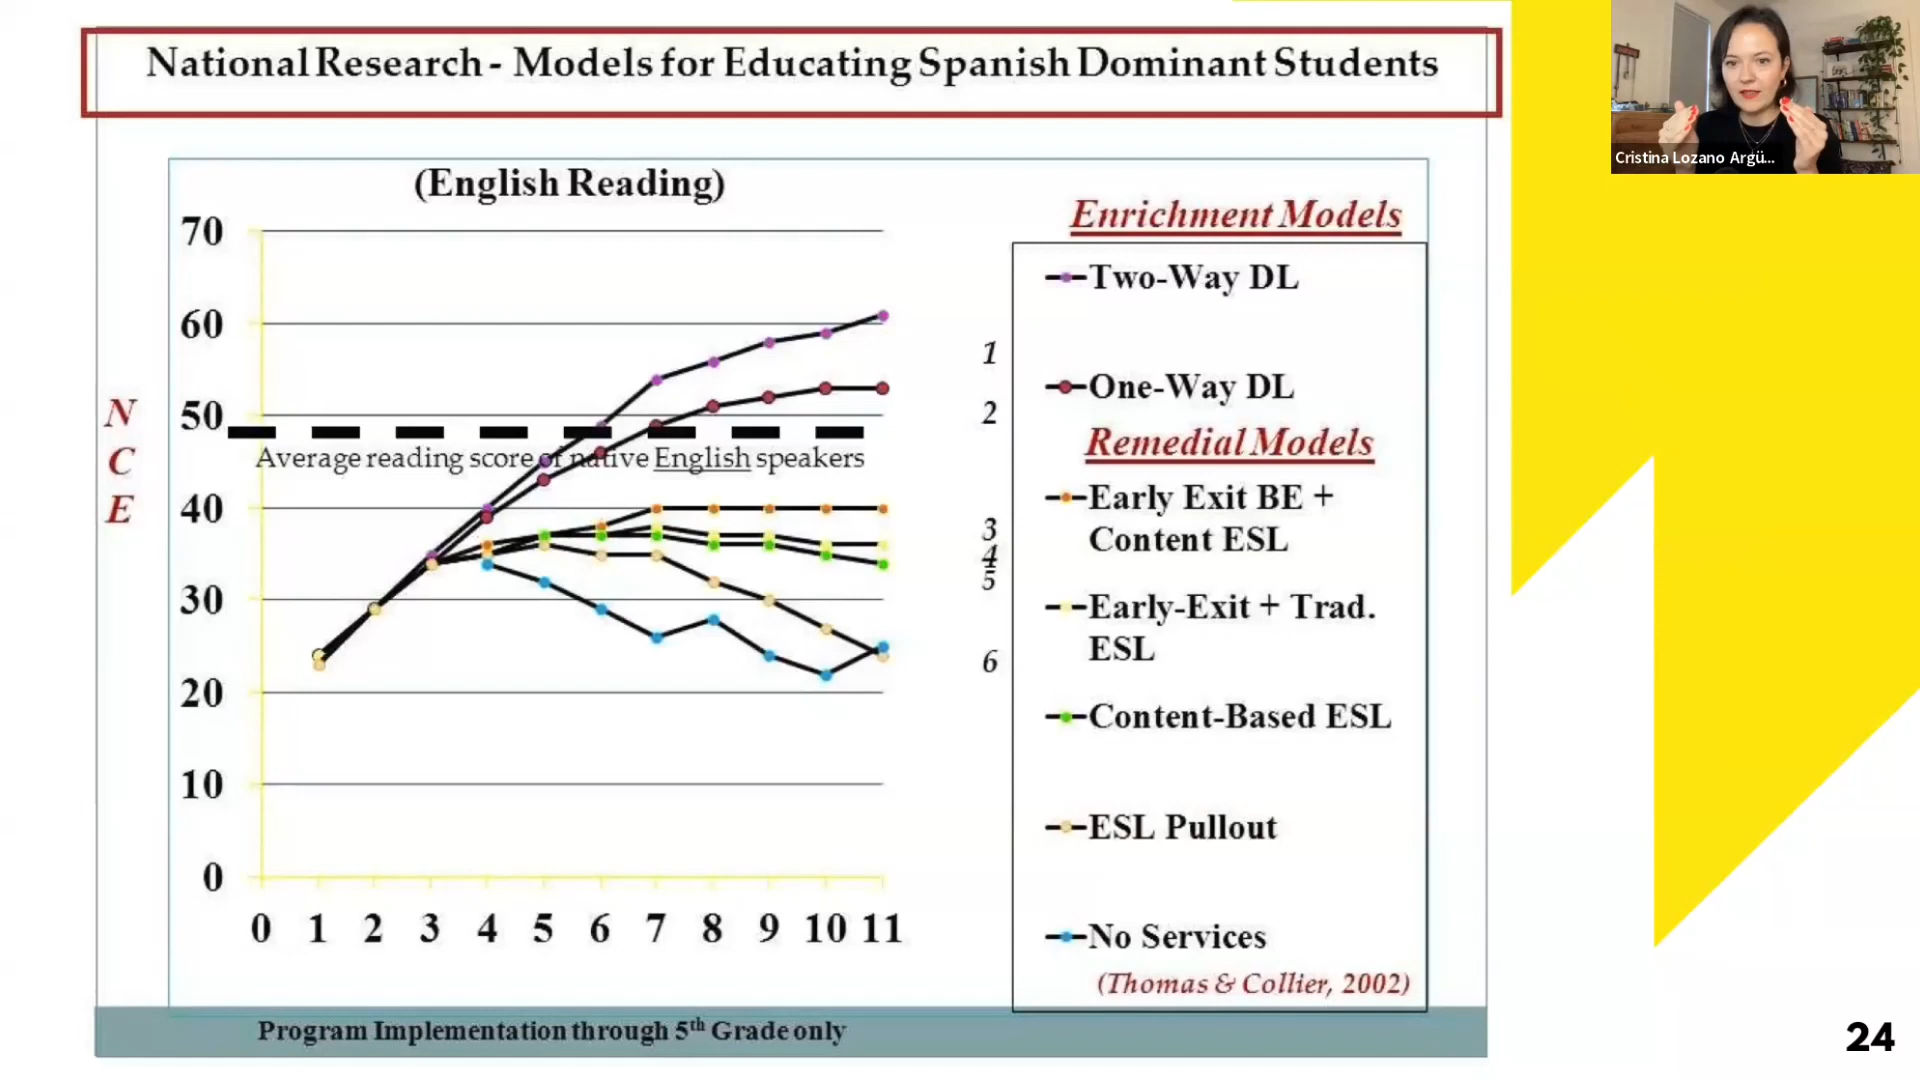 National Research - Models for Educating Spanish Dominant Students
Cristina Lozano Argü...
(English Reading)
70
60
50
40
30
20
10
0
N
C
E
Average reading score of native English speakers
0 1 2 3 4 5 6 7 8 9 10 11
1
2
3
4
5
6
Enrichment Models
Two-Way DL
One-Way DL
Remedial Models
Early Exit BE +
Content ESL
Early-Exit + Trad.
ESL
Content-Based ESL
ESL Pullout
No Services
(Thomas & Collier, 2002)
Program Implementation through 5th Grade only
24